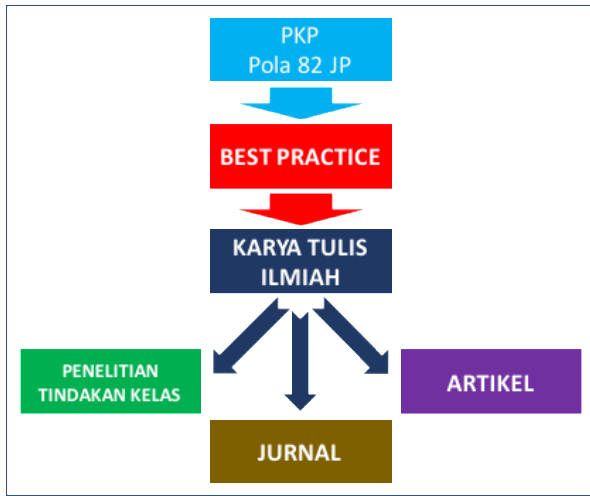 PKP
Pola 82 JP
BEST PRACTICE
KARYA TULIS
ILMIAH
PENELITIAN
TINDAKAN KELAS
ARTIKEL
JURNAL